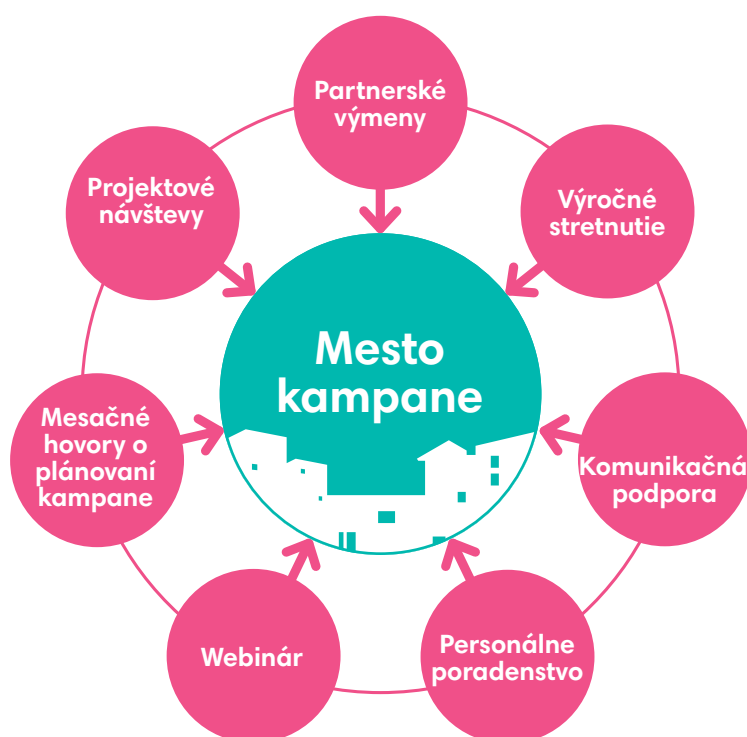 Partnerské
výmeny
Projektové
návštevy
Výročné
stretnutie
Mesto
kampane
Mesačné
hovory o
plánovaní
kampane
Komunikačná
podpora
Webinár
Personálne
poradenstvo